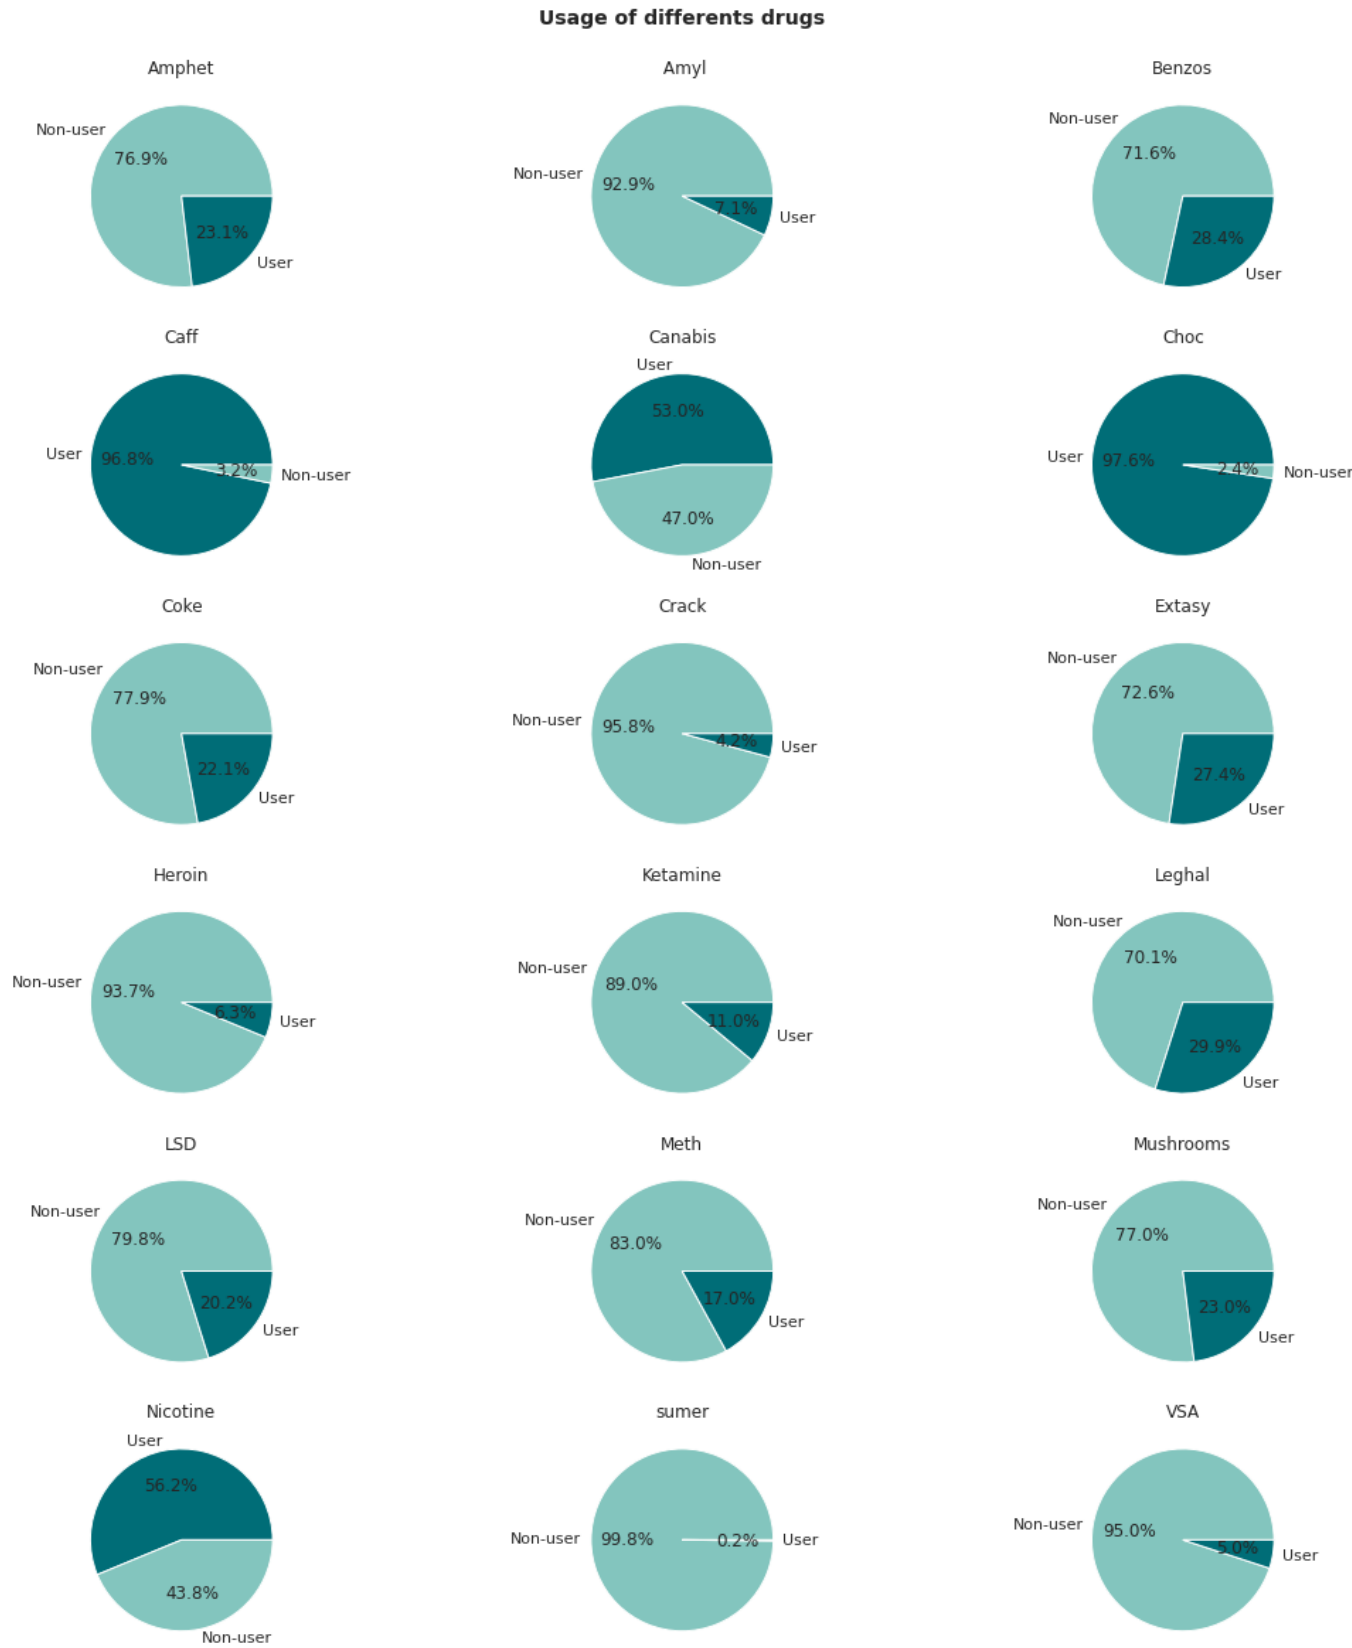 Usage of differents drugs
Amphet
Non-user
76.9%
23.1%
User
Amyl
Non-user
92.9%
7.1%
User
Benzos
Non-user
71.6%
28.4%
User
Caff
User
96.8%
3.2%
Non-user
Canabis
User
53.0%
47.0%
Non-user
Choc
User
97.6%
2.4%
Non-user
Coke
Non-user
77.9%
22.1%
User
Crack
Non-user
95.8%
4.2%
User
Extasy
Non-user
72.6%
27.4%
User
Heroin
Non-user
93.7%
6.3%
User
Ketamine
Non-user
89.0%
11.0%
User
Leghal
Non-user
70.1%
29.9%
User
LSD
Non-user
79.8%
20.2%
User
Meth
Non-user
83.0%
17.0%
User
Mushrooms
Non-user
77.0%
23.0%
User
Nicotine
User
56.2%
43.8%
Non-user
sumer
Non-user
99.8%
0.2%
User
VSA
Non-user
95.0%
5.0%
User